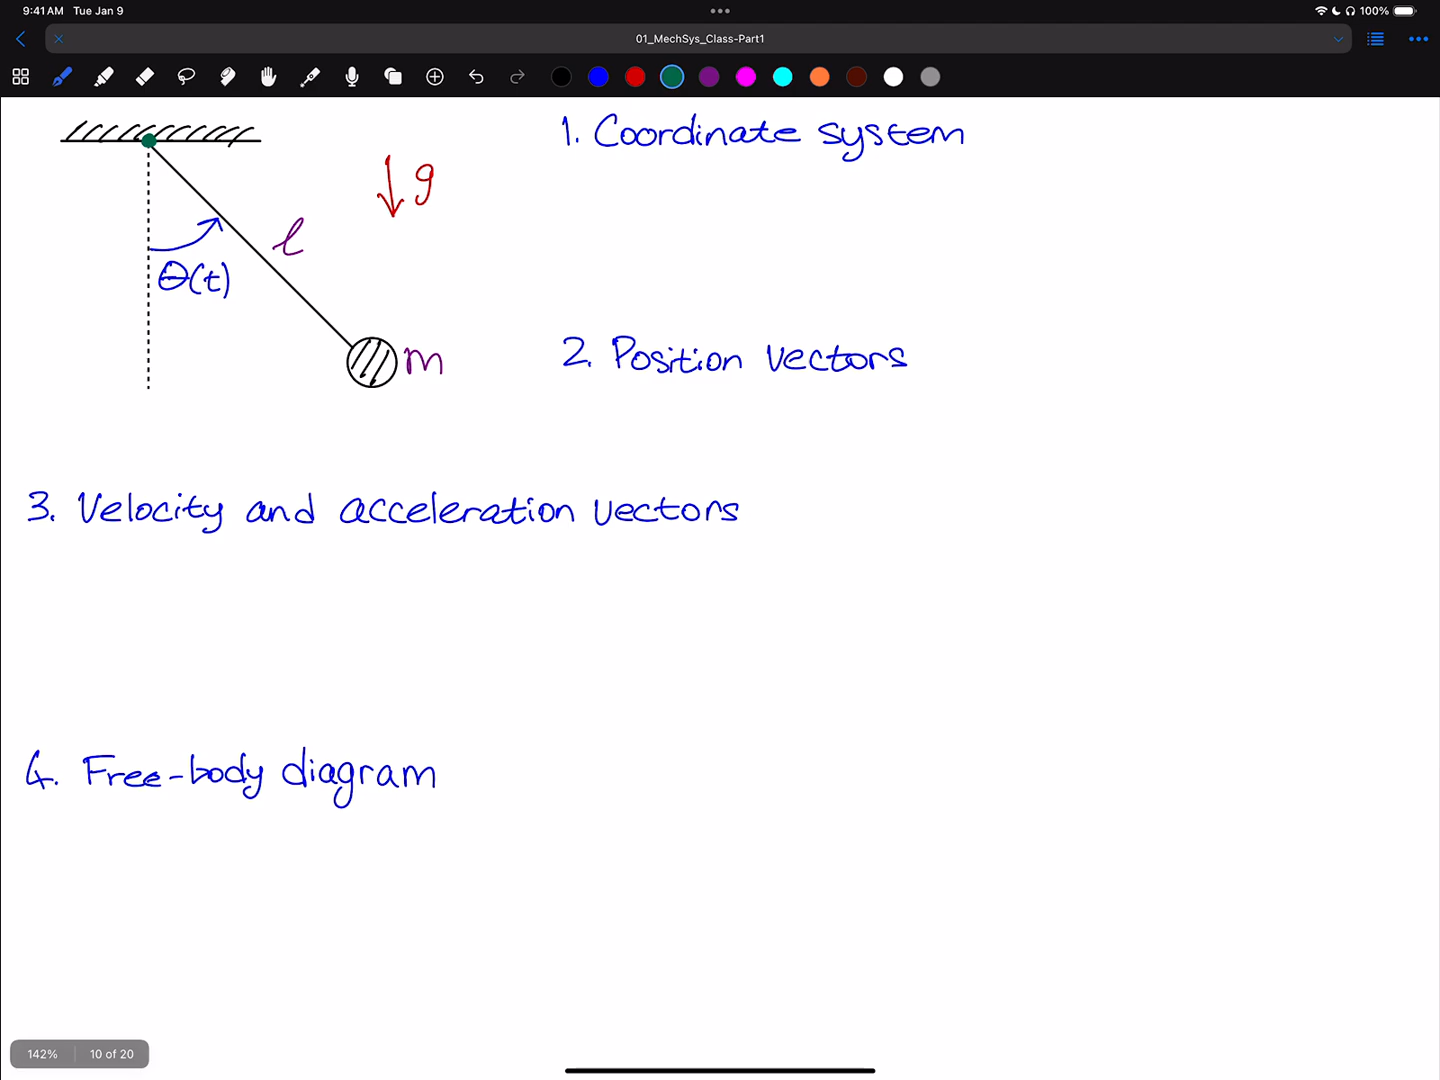 9:41 AM Tue Jan 9
100%
01_MechSys_Class-Part1
1. Coordinate system
g
l
θ(t)
m
2. Position vectors
3. Velocity and acceleration vectors
4. Free-body diagram
142% 10 of 20